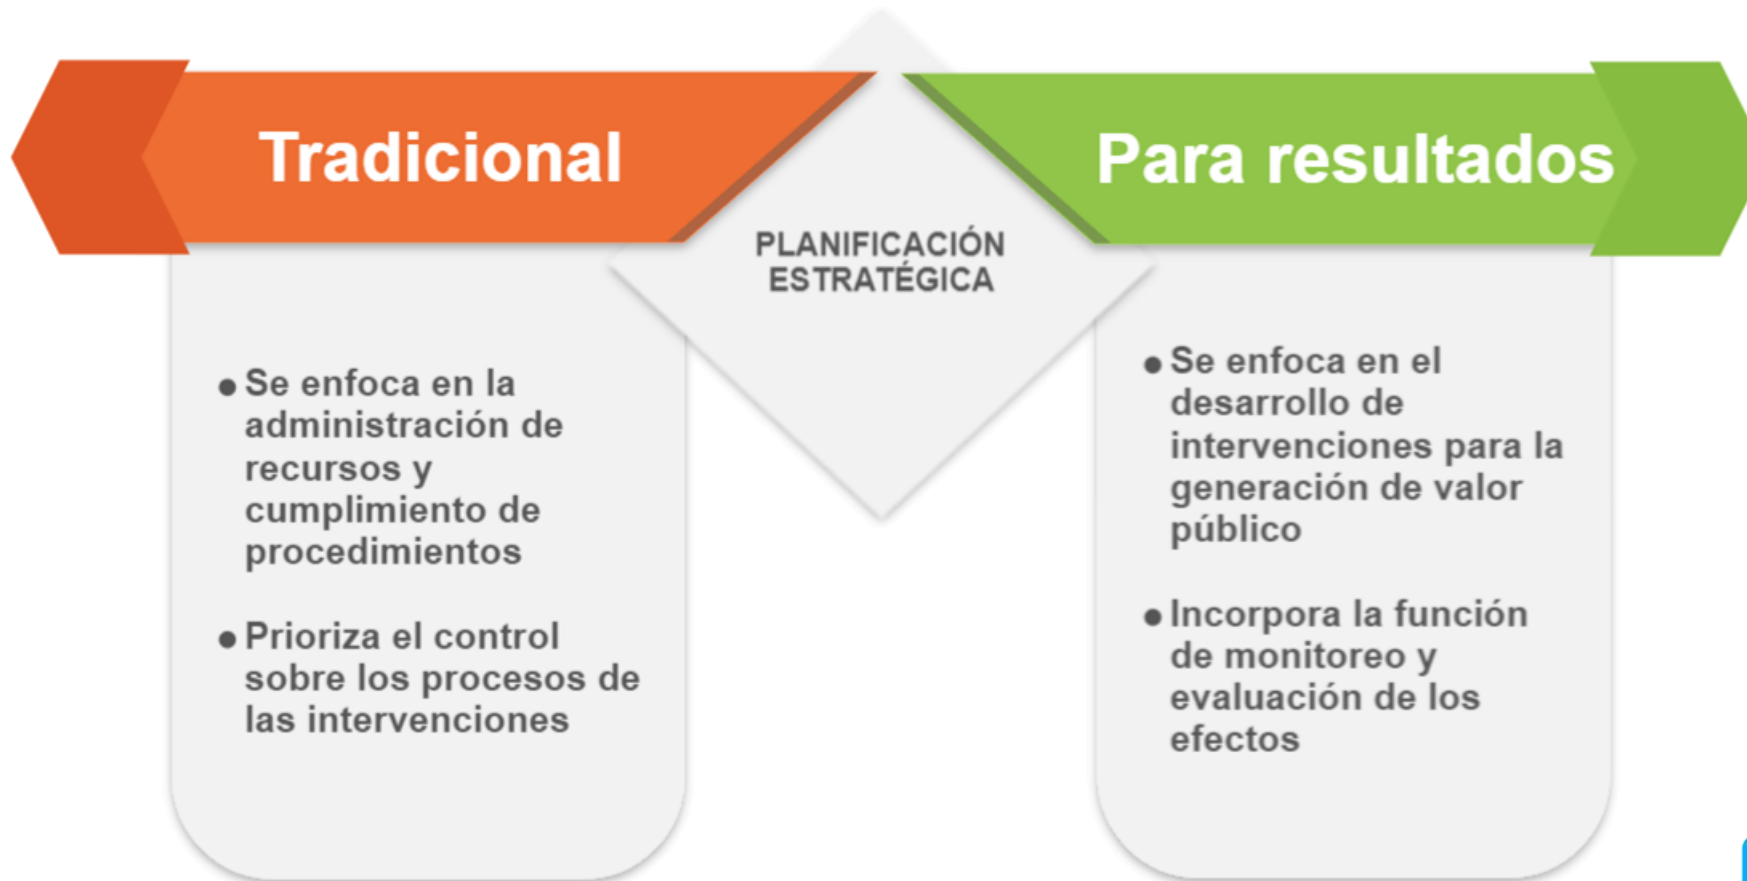 Tradicional
Para resultados
PLANIFICACIÓN
ESTRATÉGICA
● Se enfoca en la
administración de
recursos y
cumplimiento de
procedimientos
● Prioriza el control
sobre los procesos de
las intervenciones
● Se enfoca en el
desarrollo de
intervenciones para la
generación de valor
público
● Incorpora la función
de monitoreo y
evaluación de los
efectos